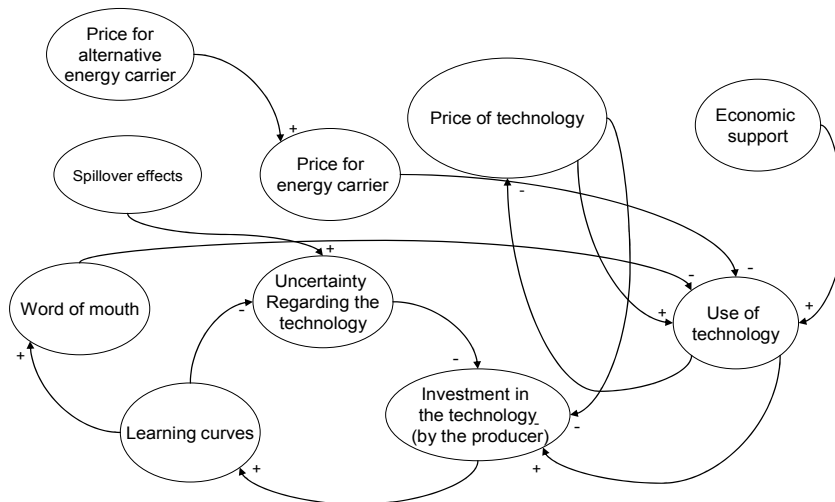 Price for
alternative
energy carrier
Price of technology
Economic
support
+
Spillover effects
Price for
energy carrier
-
+
-
-
Word of mouth
Uncertainty
Regarding the
technology
-
+
Use of
technology
+
+
-
Learning curves
Investment in
the technology
(by the producer)
-
-
+
+